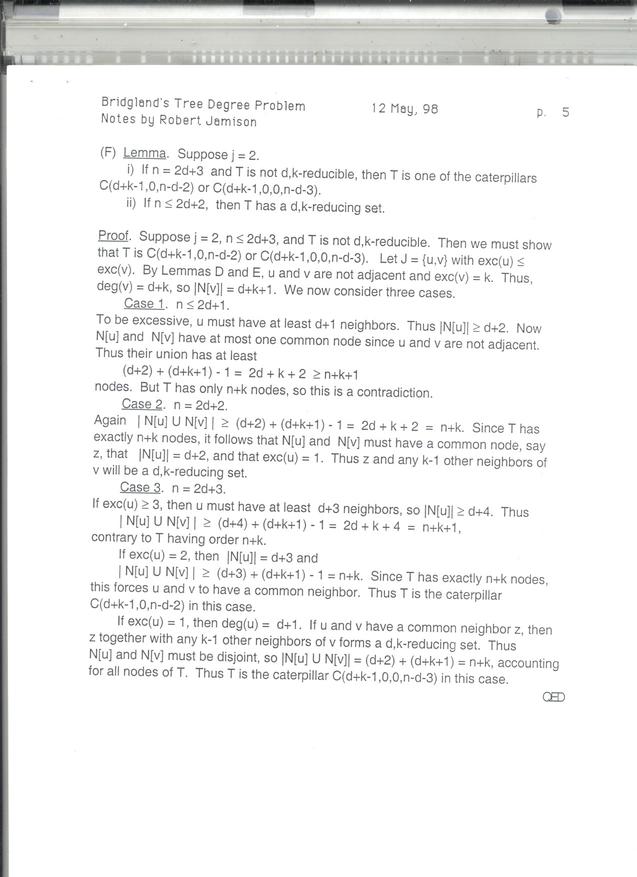 Bridgland's Tree Degree Problem 12 May, 98 p. 5
Notes by Robert Jamison
(F) Lemma. Suppose j = 2.
i) If n = 2d+3 and T is not d,k-reducible, then T is one of the caterpillars
C(d+k-1,0,n-d-2) or C(d+k-1,0,0,n-d-3).
ii) If n ≤ 2d+2, then T has a d,k-reducing set.
Proof. Suppose j = 2, n ≤ 2d+3, and T is not d,k-reducible. Then we must show
that T is C(d+k-1,0,n-d-2) or C(d+k-1,0,0,n-d-3). Let J = {u,v} with exc(u) ≤
exc(v). By Lemmas D and E, u and v are not adjacent and exc(v) = k. Thus,
deg(v) = d+k, so |N[v]| = d+k+1. We now consider three cases.
Case 1. n ≤ 2d+1.
To be excessive, u must have at least d+1 neighbors. Thus |N[u]| ≥ d+2. Now
N[u] and N[v] have at most one common node since u and v are not adjacent.
Thus their union has at least
(d+2) + (d+k+1) - 1 = 2d + k + 2 ≥ n+k+1
nodes. But T has only n+k nodes, so this is a contradiction.
Case 2. n = 2d+2.
Again | N[u] U N[v] | ≥ (d+2) + (d+k+1) - 1 = 2d + k + 2 = n+k. Since T has
exactly n+k nodes, it follows that N[u] and N[v] must have a common node, say
z, that |N[u]| = d+2, and that exc(u) = 1. Thus z and any k-1 other neighbors of
v will be a d,k-reducing set.
Case 3. n = 2d+3.
If exc(u) ≥ 3, then u must have at least d+3 neighbors, so |N[u]| ≥ d+4. Thus
| N[u] U N[v] | ≥ (d+4) + (d+k+1) - 1 = 2d + k + 4 = n+k+1,
contrary to T having order n+k.
If exc(u) = 2, then |N[u]| = d+3 and
| N[u] U N[v] | ≥ (d+3) + (d+k+1) - 1 = n+k. Since T has exactly n+k nodes,
this forces u and v to have a common neighbor. Thus T is the caterpillar
C(d+k-1,0,n-d-2) in this case.
If exc(u) = 1, then deg(u) = d+1. If u and v have a common neighbor z, then
z together with any k-1 other neighbors of v forms a d,k-reducing set. Thus
N[u] and N[v] must be disjoint, so |N[u] U N[v]| = (d+2) + (d+k+1) = n+k, accounting
for all nodes of T. Thus T is the caterpillar C(d+k-1,0,0,n-d-3) in this case.
QED